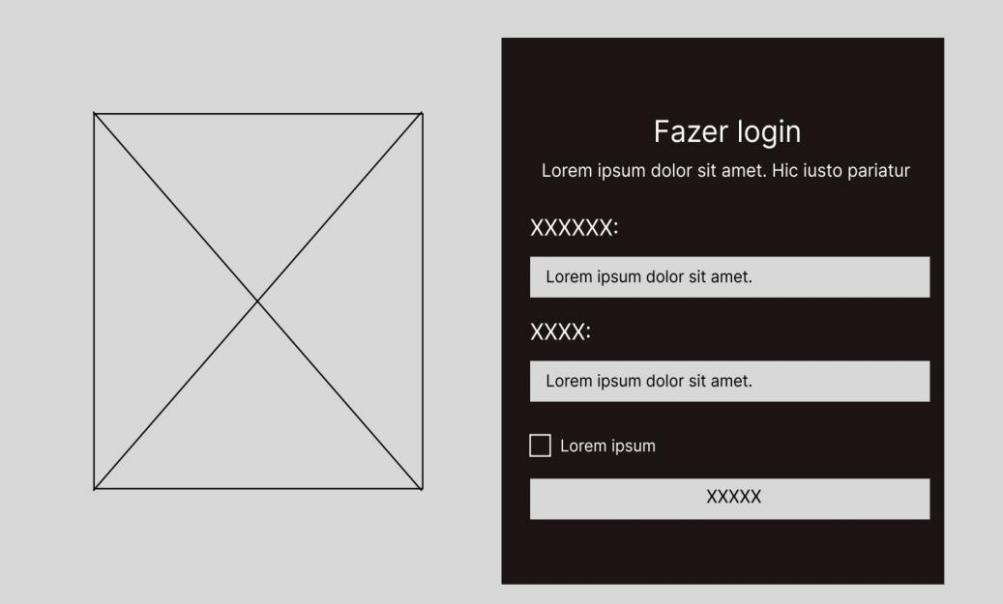 Fazer login
Lorem ipsum dolor sit amet. Hic iusto pariatur
XXXXXX:
Lorem ipsum dolor sit amet.
XXXX:
Lorem ipsum dolor sit amet.
Lorem ipsum
XXXXX